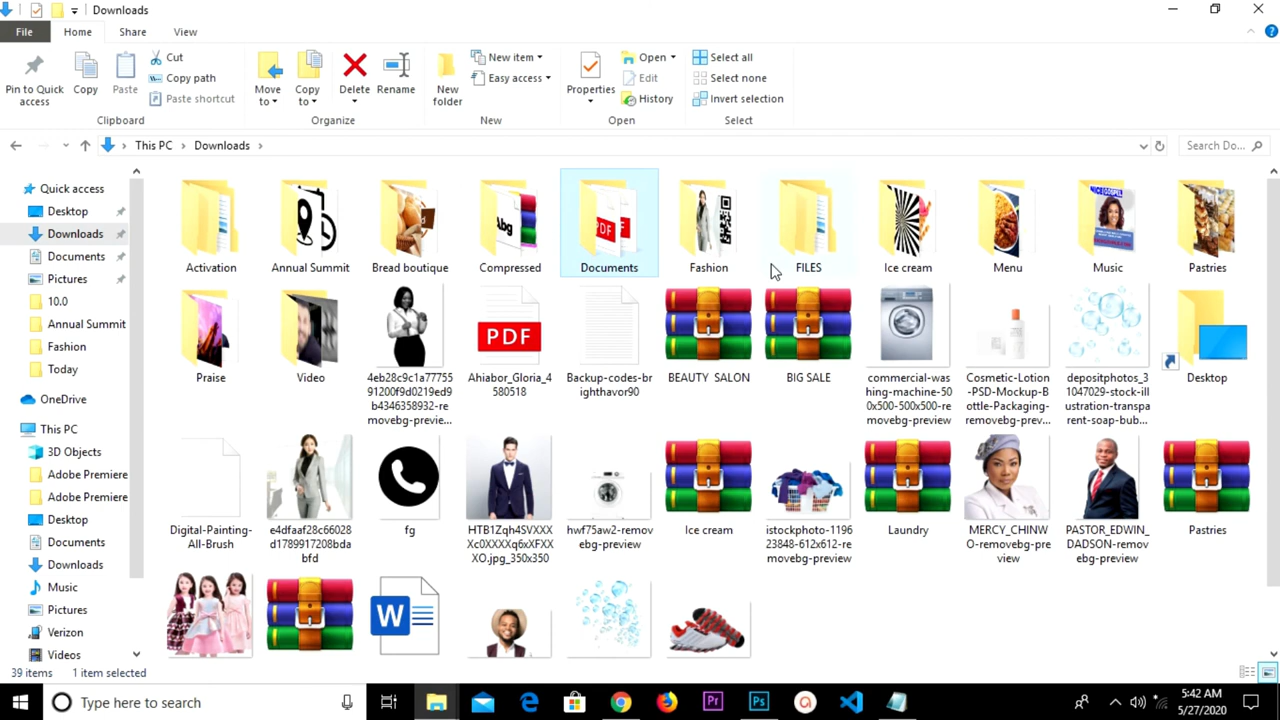 Downloads
File Home Share View
Pin to Quick access
Copy
Paste
Cut
Copy path
Paste shortcut
Move to
Copy to
Delete
Rename
New folder
New item
Easy access
Properties
Open
Edit
History
Select all
Select none
Invert selection
Clipboard Organize New Open Select
This PC Downloads Search Do...
Quick access
Desktop
Downloads
Documents
Pictures
10.0
Annual Summit
Fashion
Today
OneDrive
This PC
3D Objects
Adobe Premiere
Adobe Premiere
Desktop
Documents
Downloads
Music
Pictures
Verizon
Videos
Abg
PDF
Activation Annual Summit Bread boutique Compressed Documents Fashion FILES Ice cream Menu Music Pastries
PDF
Praise
Video
4eb28c9c1a77755
91200f9d0219ed9
b4346358932-re
movebg-previe...
Ahiabor_Gloria_4
580518
Backup-codes-br
ighthavor90
BEAUTY SALON
BIG SALE
commercial-was
hing-machine-50
0x500-500x500-re
movebg-preview
Cosmetic-Lotion
-PSD-Mockup-B
ottle-Packaging-
removebg-prev...
depositphotos_3
1047029-stock-ill
ustration-transpa
rent-soap-bub...
Desktop
Digital-Painting-
All-Brush
e4dfaaf28c66028
d1789917208bda
bfd
fg
HTB1Zqh4SVXXX
Xc0XXXXq6xXFXX
XO.jpg_350x350
hwf75aw2-remov
ebg-preview
Ice cream
istockphoto-1196
23848-612x612-re
movebg-preview
Laundry
MERCY_CHINW
O-removebg-pre
view
PASTOR_EDWIN_
DADSON-remov
ebg-preview
Pastries
W
39 items 1 item selected
Type here to search
Pr
Ps
5:42 AM
5/27/2020